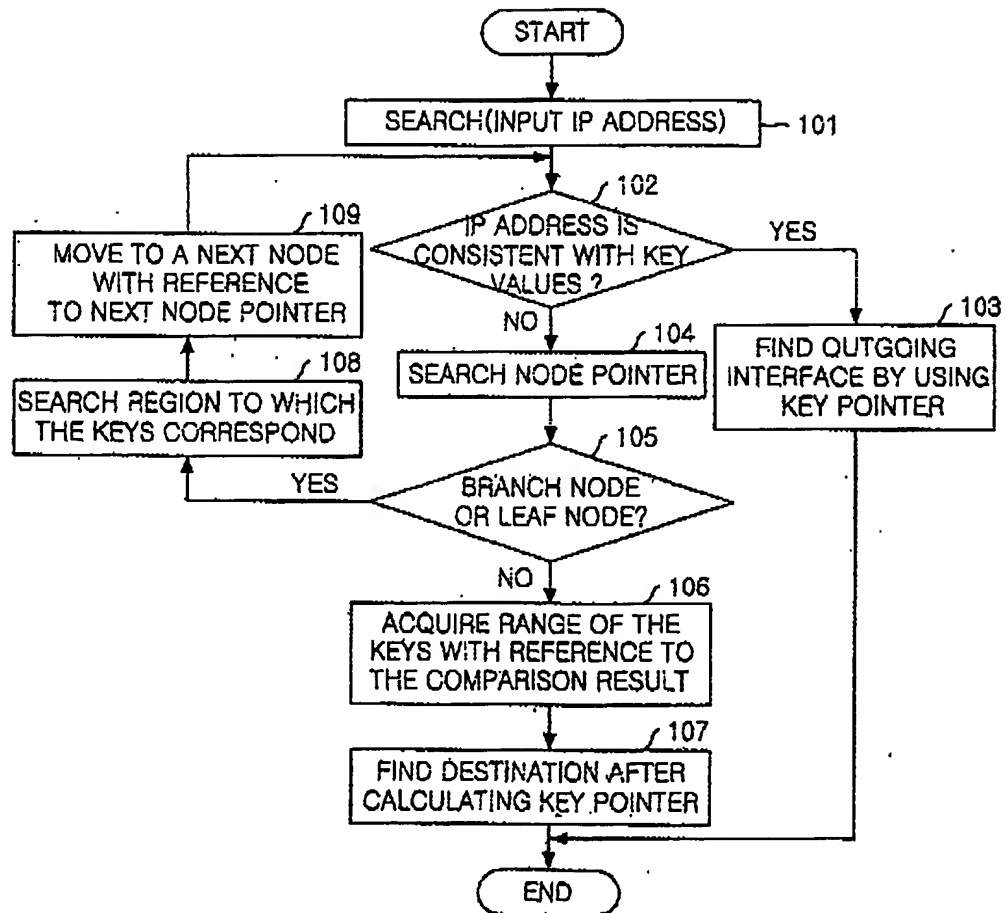 START
SEARCH(INPUT IP ADDRESS)
101
102
IP ADDRESS IS
CONSISTENT WITH KEY
VALUES ?
YES
NO
109
MOVE TO A NEXT NODE
WITH REFERENCE
TO NEXT NODE POINTER
103
FIND OUTGOING
INTERFACE BY USING
KEY POINTER
104
SEARCH NODE POINTER
108
SEARCH REGION TO WHICH
THE KEYS CORRESPOND
105
BRANCH NODE
OR LEAF NODE?
YES
NO
106
ACQUIRE RANGE OF THE
KEYS WITH REFERENCE TO
THE COMPARISON RESULT
107
FIND DESTINATION AFTER
CALCULATING KEY POINTER
END